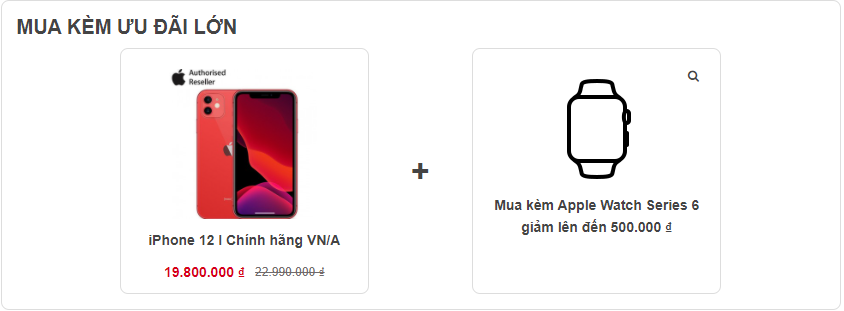 MUA KÈM ƯU ĐÃI LỚN
Authorised
Reseller
iPhone 12 I Chính hãng VN/A
19.800.000 ₫ 22.990.000 ₫
+
Mua kèm Apple Watch Series 6
giảm lên đến 500.000 ₫